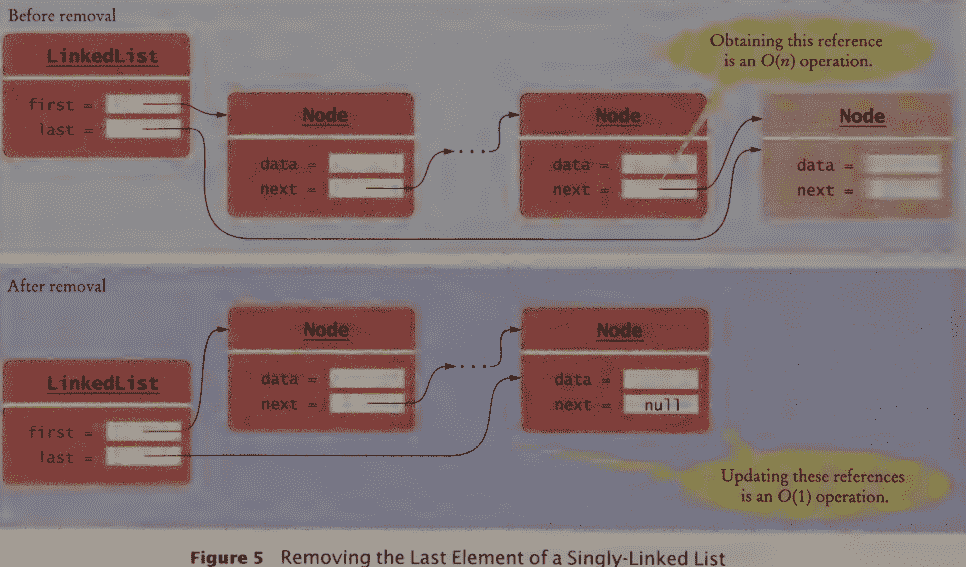 Before removal
LinkedList
first =
last =
Node
data =
next =
Node
data =
next =
Obtaining this reference
is an O(n) operation.
Node
data =
next =
After removal
LinkedList
first =
last =
Node
data =
next =
Node
data =
next = null
Updating these references
is an O(1) operation.
Figure 5 Removing the Last Element of a Singly-Linked List